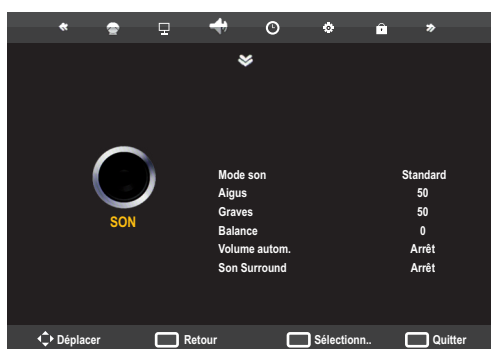 SON
Mode son Standard
Aigus 50
Graves 50
Balance 0
Volume autom. Arrêt
Son Surround Arrêt
Déplacer Retour Sélectionn.. Quitter